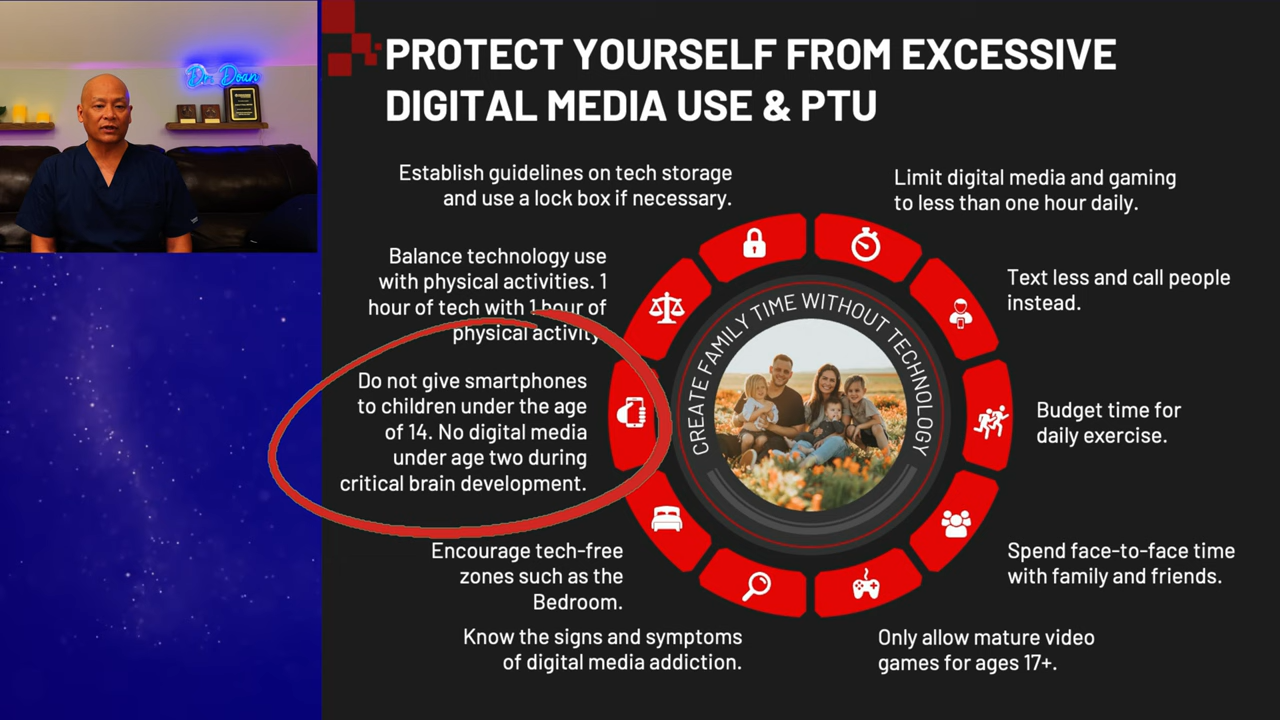 Dr. Doan
PROTECT YOURSELF FROM EXCESSIVE
DIGITAL MEDIA USE & PTU
Establish guidelines on tech storage
and use a lock box if necessary.
Limit digital media and gaming
to less than one hour daily.
Balance technology use
with physical activities. 1
hour of tech with 1 hour of
physical activity.
Text less and call people
instead.
CREATE FAMILY TIME WITHOUT TECHNOLOGY
Do not give smartphones
to children under the age
of 14. No digital media
under age two during
critical brain development.
Budget time for
daily exercise.
Encourage tech-free
zones such as the
Bedroom.
Spend face-to-face time
with family and friends.
Know the signs and symptoms
of digital media addiction.
Only allow mature video
games for ages 17+.